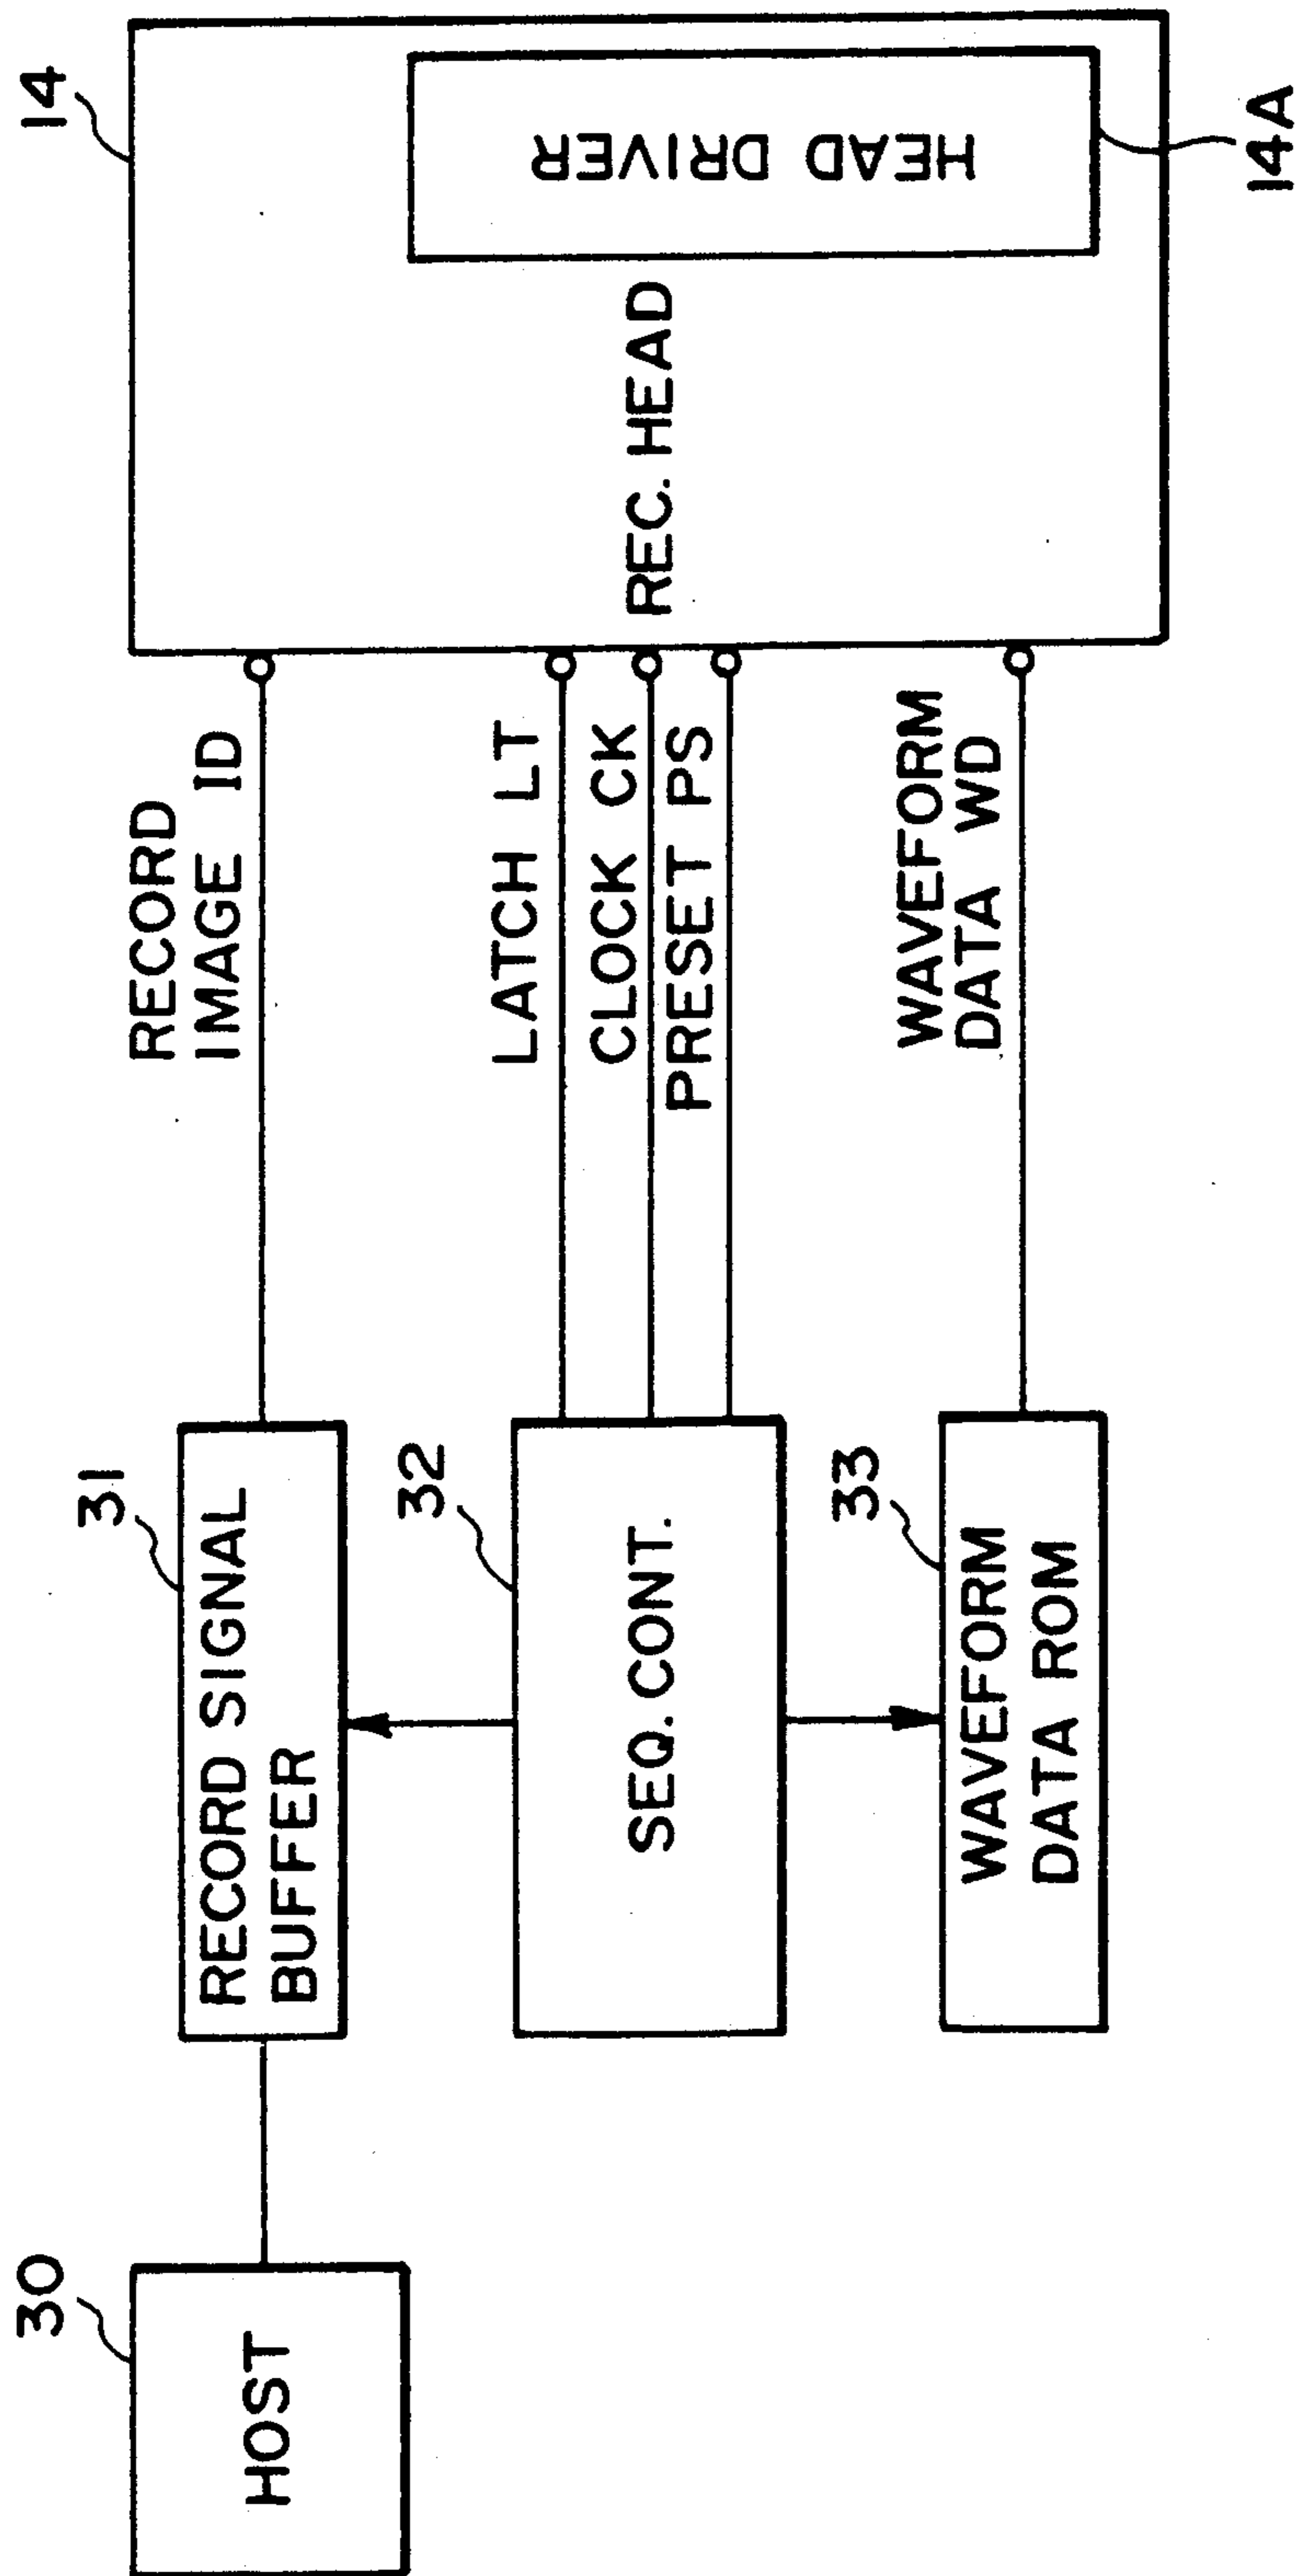 30
HOST
31
RECORD SIGNAL
BUFFER
32
SEQ. CONT.
33
WAVEFORM
DATA ROM
RECORD
IMAGE ID
LATCH LT
CLOCK CK
PRESET PS
WAVEFORM
DATA WD
14
REC. HEAD
HEAD DRIVER
14A